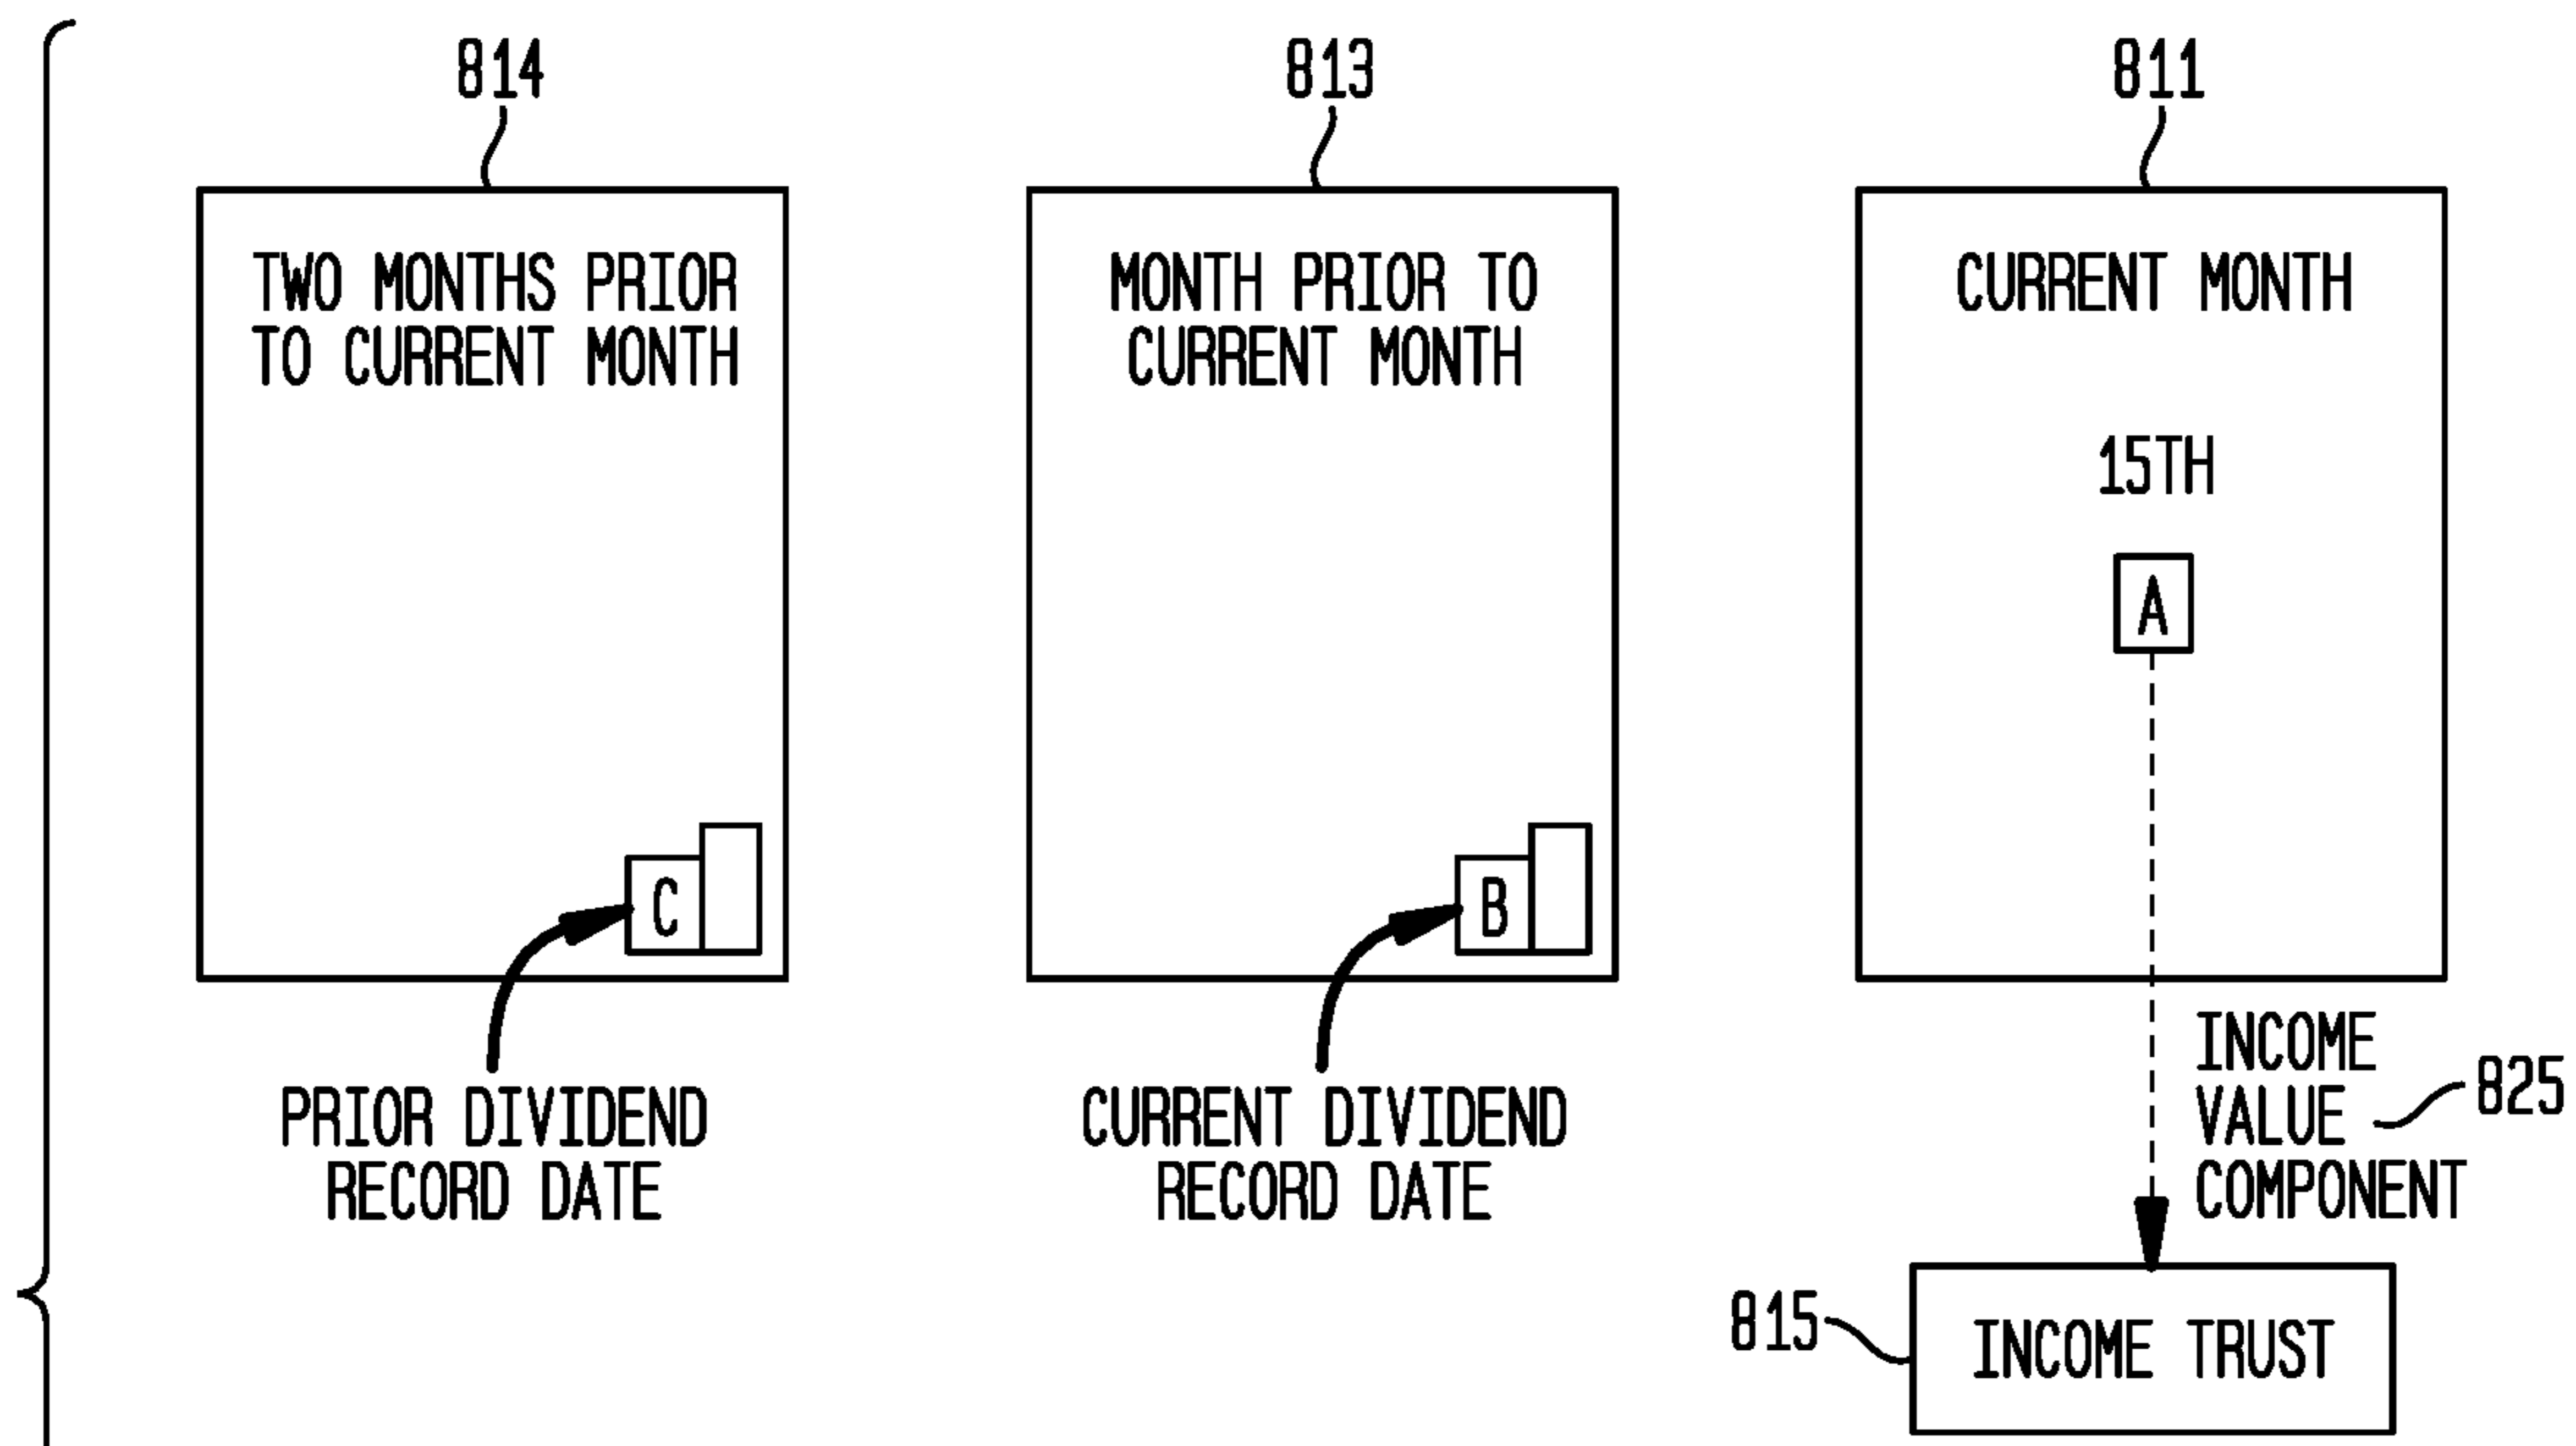 814
813
811
TWO MONTHS PRIOR
TO CURRENT MONTH
MONTH PRIOR TO
CURRENT MONTH
CURRENT MONTH
15TH
A
C
B
PRIOR DIVIDEND
RECORD DATE
CURRENT DIVIDEND
RECORD DATE
INCOME
VALUE
COMPONENT
825
815
INCOME TRUST